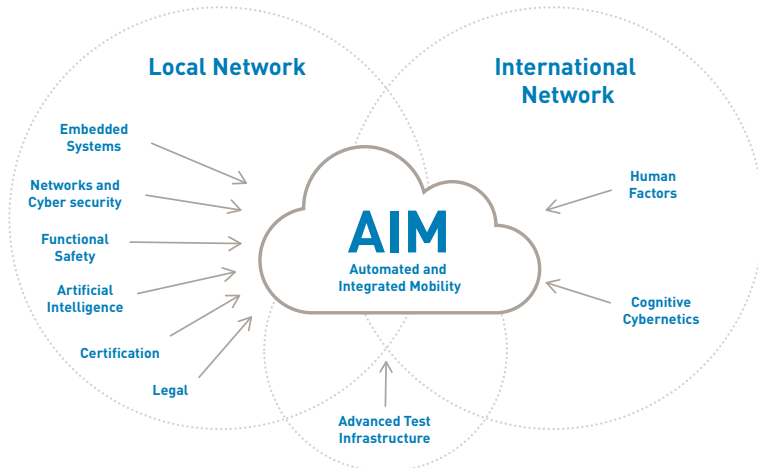 Local Network
International
Network
Embedded
Systems
Networks and
Cyber security
Functional
Safety
Artificial
Intelligence
Certification
Legal
AIM
Automated and
Integrated Mobility
Human
Factors
Cognitive
Cybernetics
Advanced Test
Infrastructure